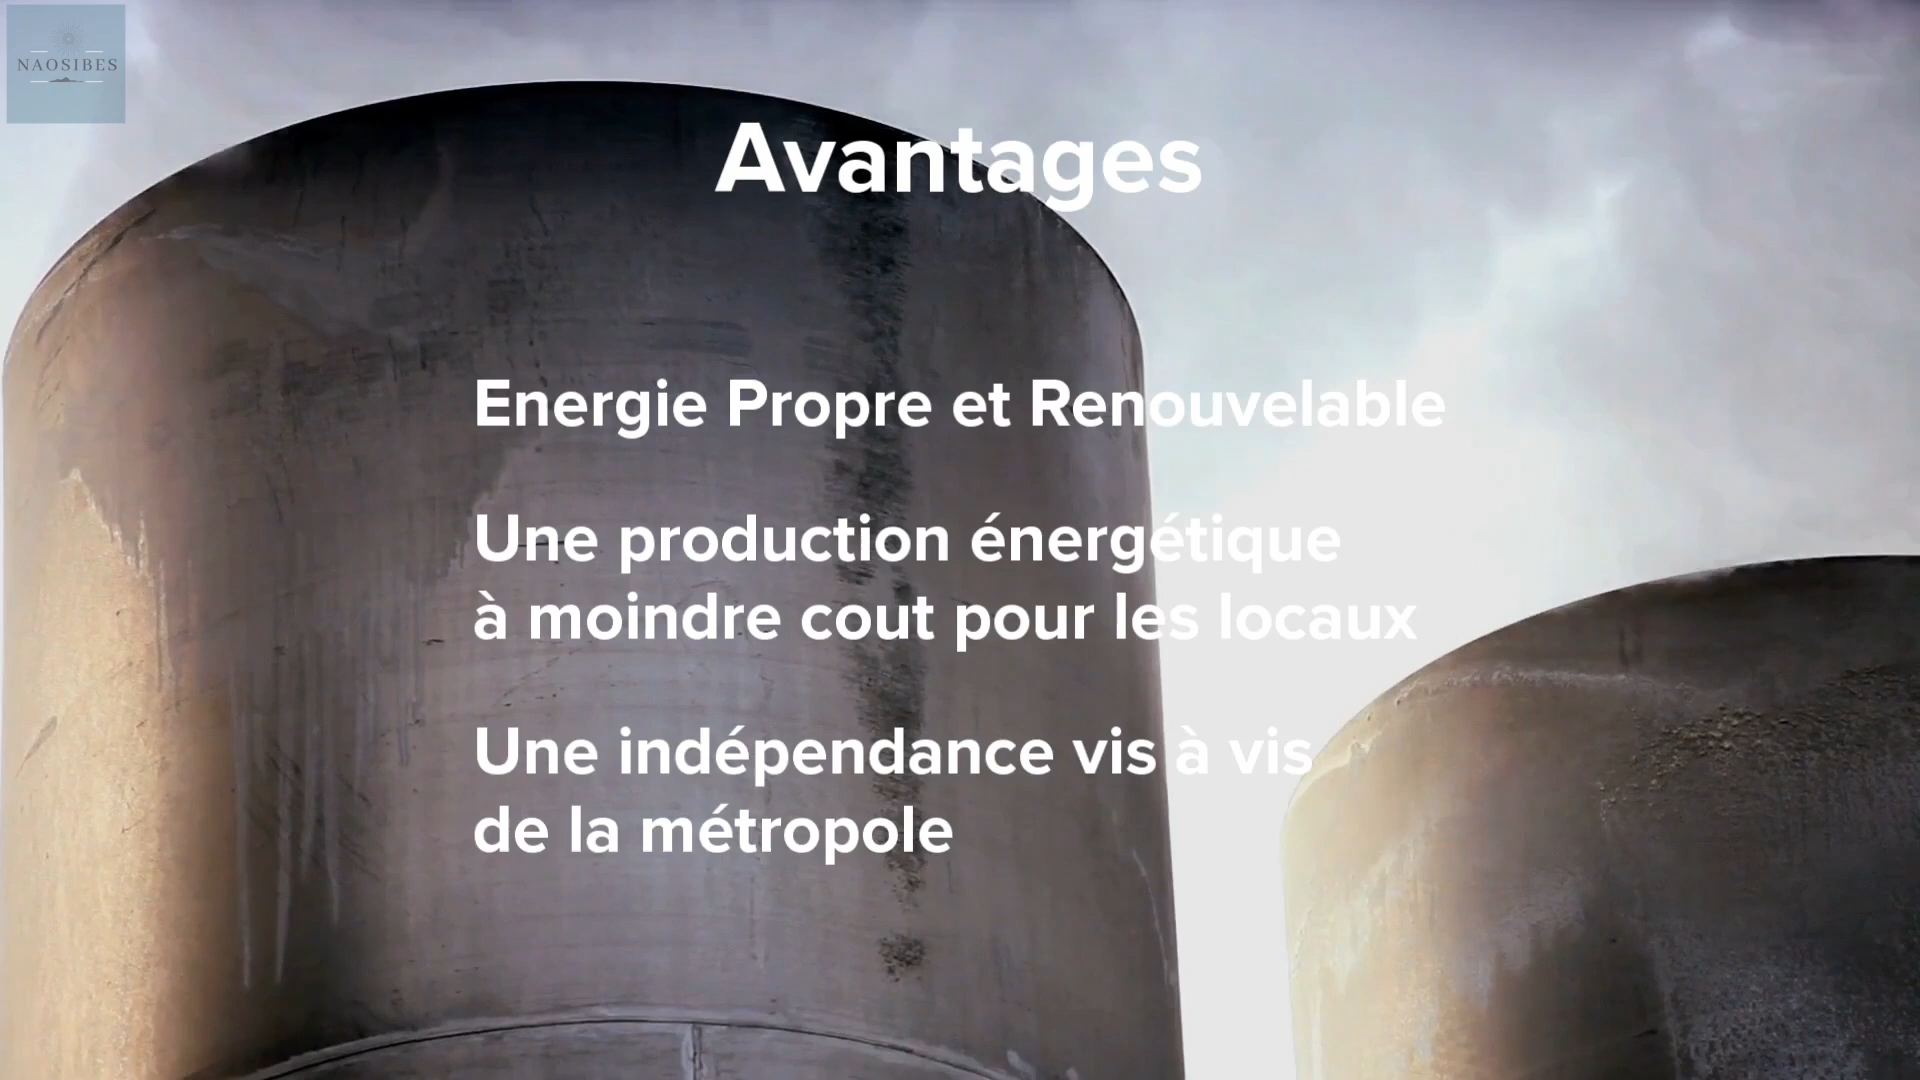 NAOSIBES
Avantages
Energie Propre et Renouvelable
Une production énergétique
à moindre cout pour les locaux
Une indépendance vis à vis
de la métropole